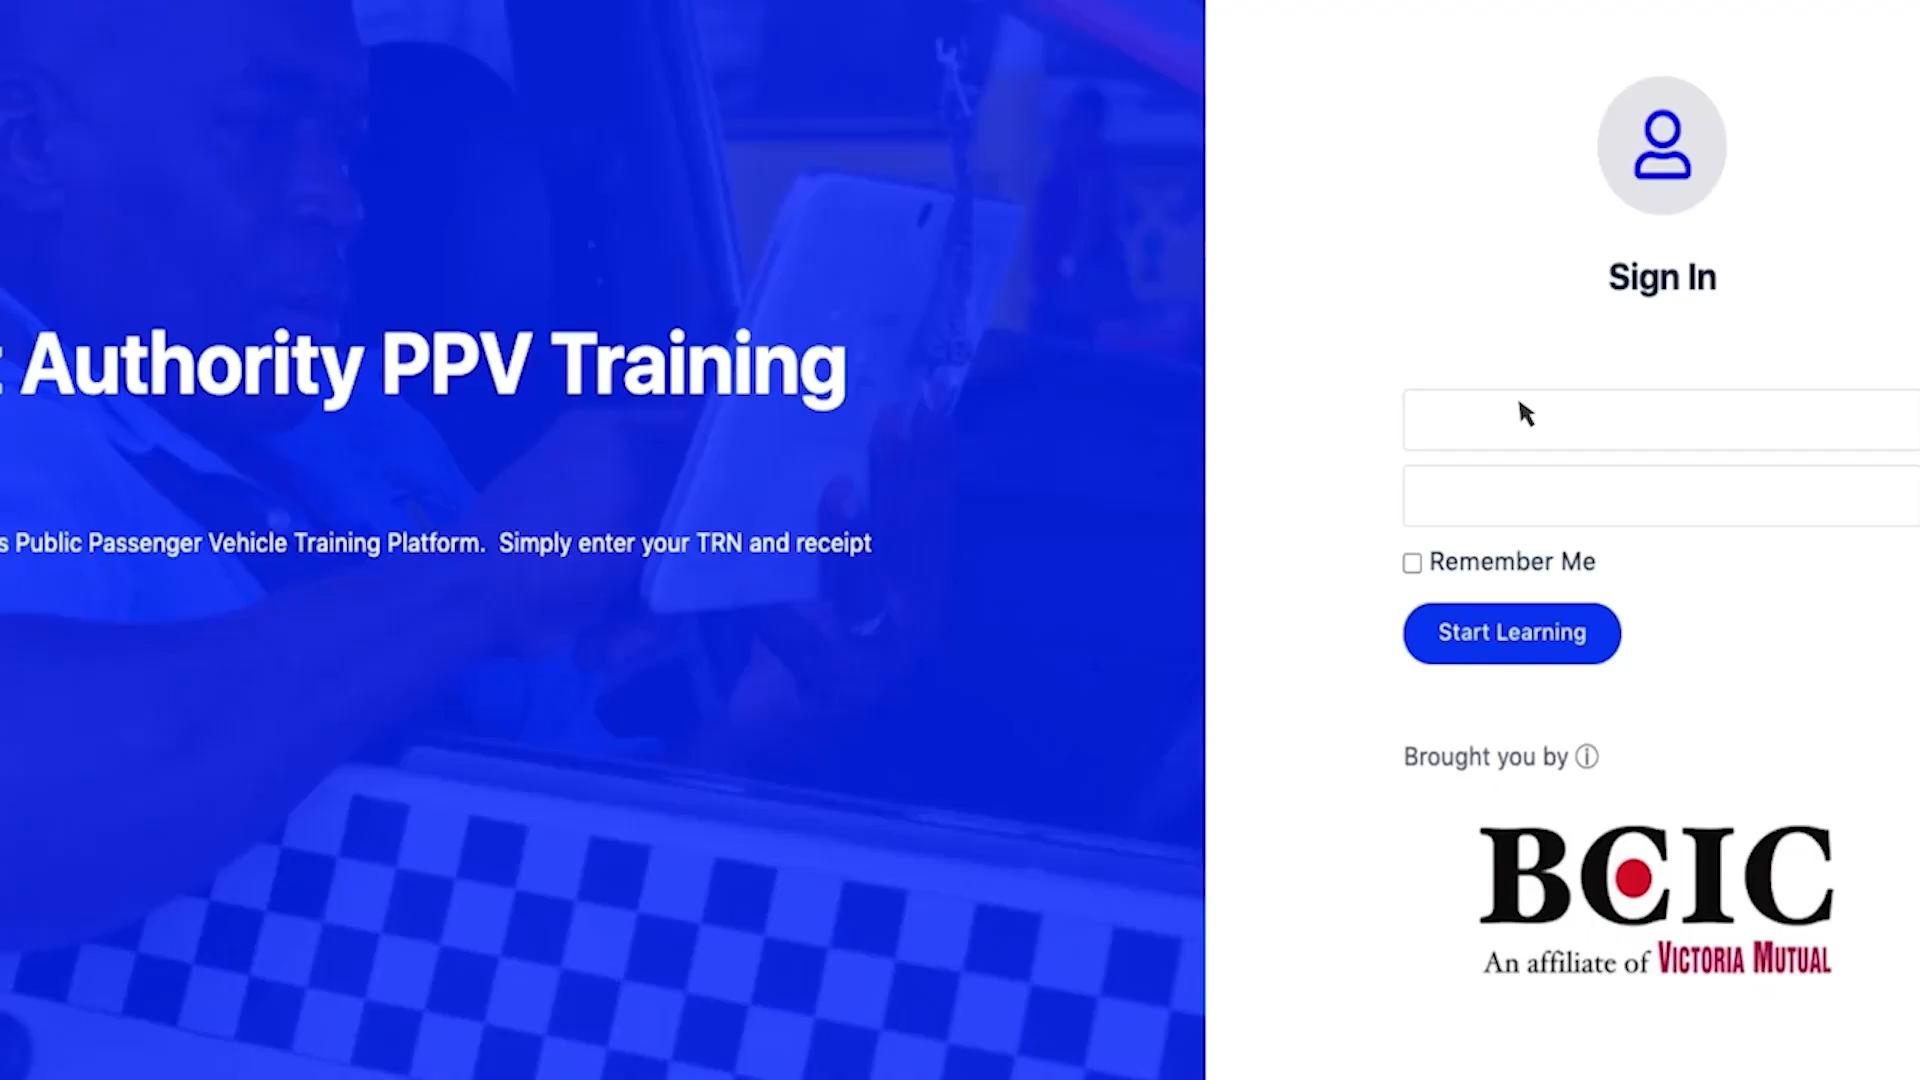 Authority PPV Training
s Public Passenger Vehicle Training Platform. Simply enter your TRN and receipt
Sign In
Remember Me
Start Learning
Brought you by
BCIC
An affiliate of VICTORIA MUTUAL